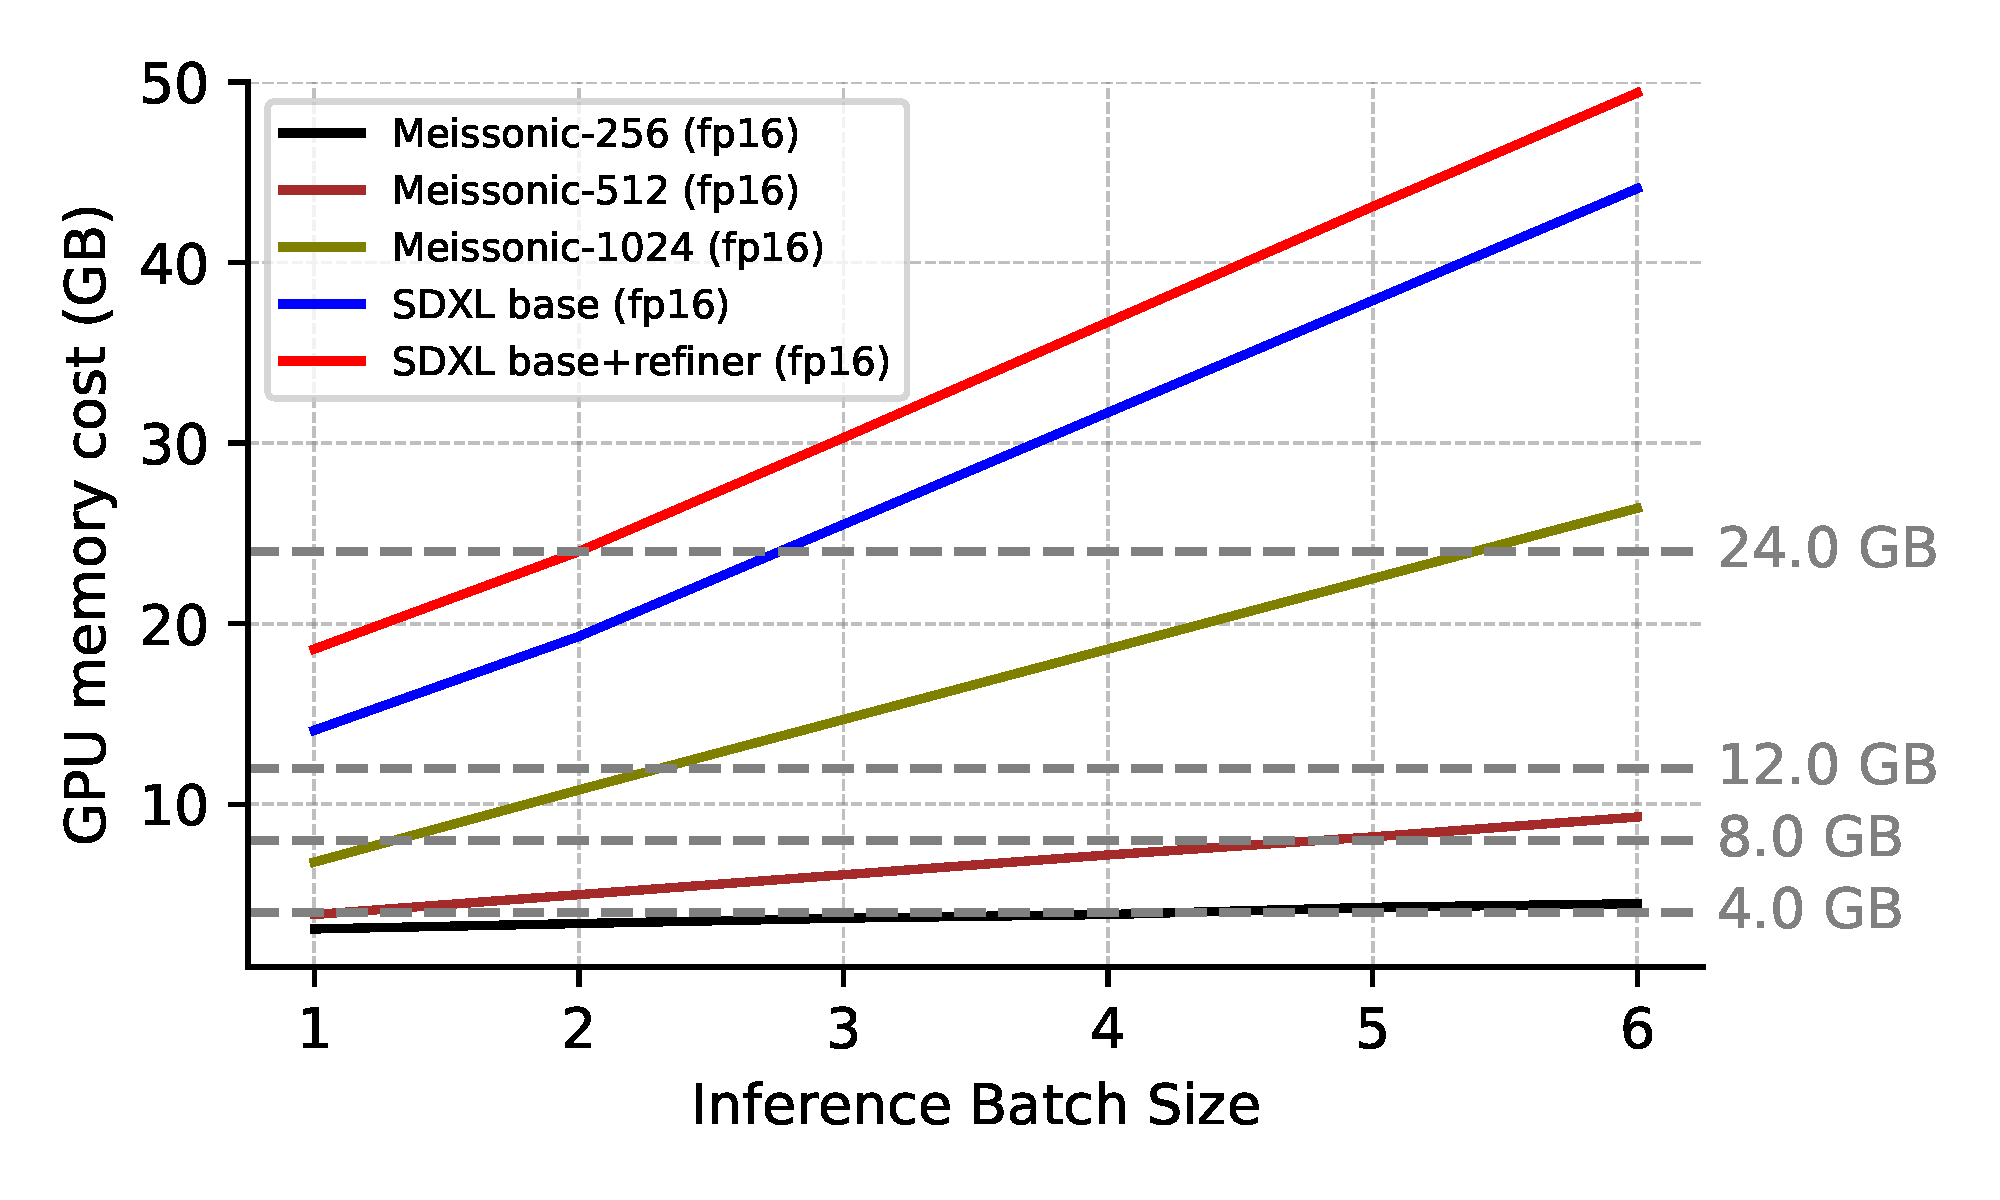 GPU memory cost (GB)
50
40
30
20
10
Meissonic-256 (fp16)
Meissonic-512 (fp16)
Meissonic-1024 (fp16)
SDXL base (fp16)
SDXL base+refiner (fp16)
24.0 GB
12.0 GB
8.0 GB
4.0 GB
1 2 3 4 5 6
Inference Batch Size